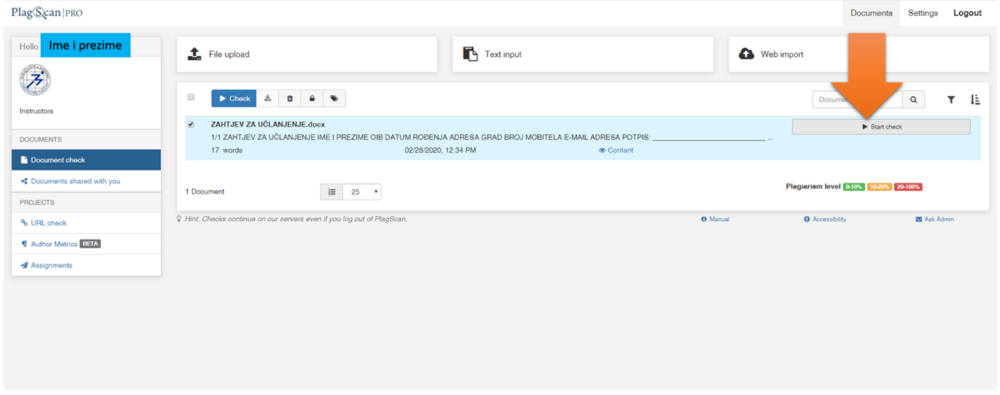 PlagScan|PRO
Documents Settings Logout
Hello Ime i prezime
Instructors
DOCUMENTS
Document check
Documents shared with you
PROJECTS
URL check
Author Metrics BETA
Assignments
File upload
Text input
Web import
Check
ZAHTJEV ZA UČLANJENJE.docx
Start check
1/1 ZAHTJEV ZA UČLANJENJE IME I PREZIME OIB DATUM ROĐENJA ADRESA GRAD BROJ MOBITELA E-MAIL ADRESA POTPIS: ____________________________ ...
17 words 02/28/2020, 12:34 PM Content
1 Document 25 Plagiarism level 0-10% 10-20% 20-100%
Hint: Checks continue on our servers even if you log out of PlagScan. Manual Accessibility Ask Admin